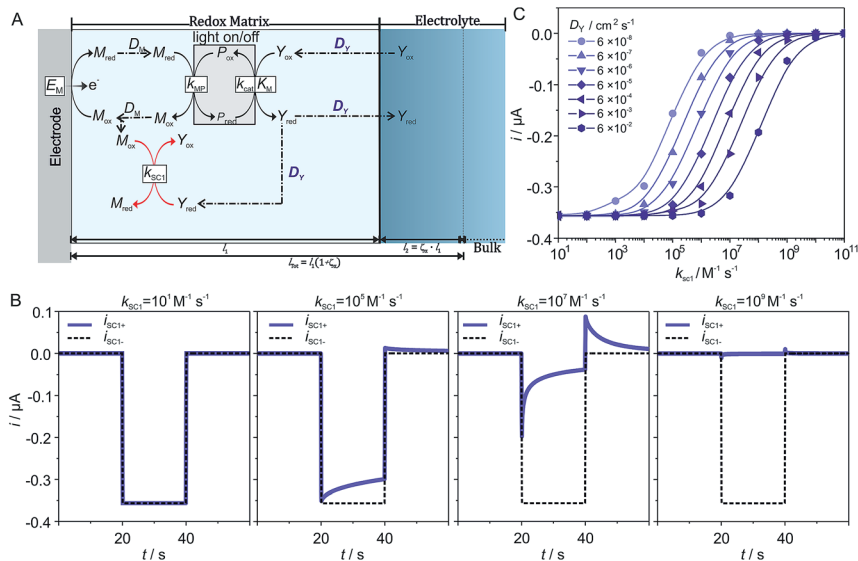 A
Redox Matrix
Electrolyte
light on/off
M_red
D_M
M_red
P_ox
Y_ox
D_Y
Y_ox
E_M
e^-
k_MP
k_cat
K_M
M_ox
D_M
M_ox
P_red
Y_red
D_Y
Y_red
Electrode
M_ox
Y_ox
k_SC1
D_Y
M_red
Y_red
l_1
l_2 = ζ_ex · l_1
Bulk
l_tot = l_1(1+ζ_ex)
C
D_Y / cm² s⁻¹
6 ×10⁻⁸
6 ×10⁻⁷
6 ×10⁻⁶
6 ×10⁻⁵
6 ×10⁻⁴
6 ×10⁻³
6 ×10⁻²
0.0
-0.1
-0.2
-0.3
-0.4
i / µA
10¹ 10³ 10⁵ 10⁷ 10⁹ 10¹¹
k_sc1 / M⁻¹ s⁻¹
B
k_SC1=10¹ M⁻¹ s⁻¹
k_SC1=10⁵ M⁻¹ s⁻¹
k_SC1=10⁷ M⁻¹ s⁻¹
k_SC1=10⁹ M⁻¹ s⁻¹
i_SC1+
i_SC1-
i_SC1+
i_SC1-
i_SC1+
i_SC1-
i_SC1+
i_SC1-
0.1
0.0
-0.1
-0.2
-0.3
-0.4
i / µA
20 40
20 40
20 40
20 40
t / s
t / s
t / s
t / s